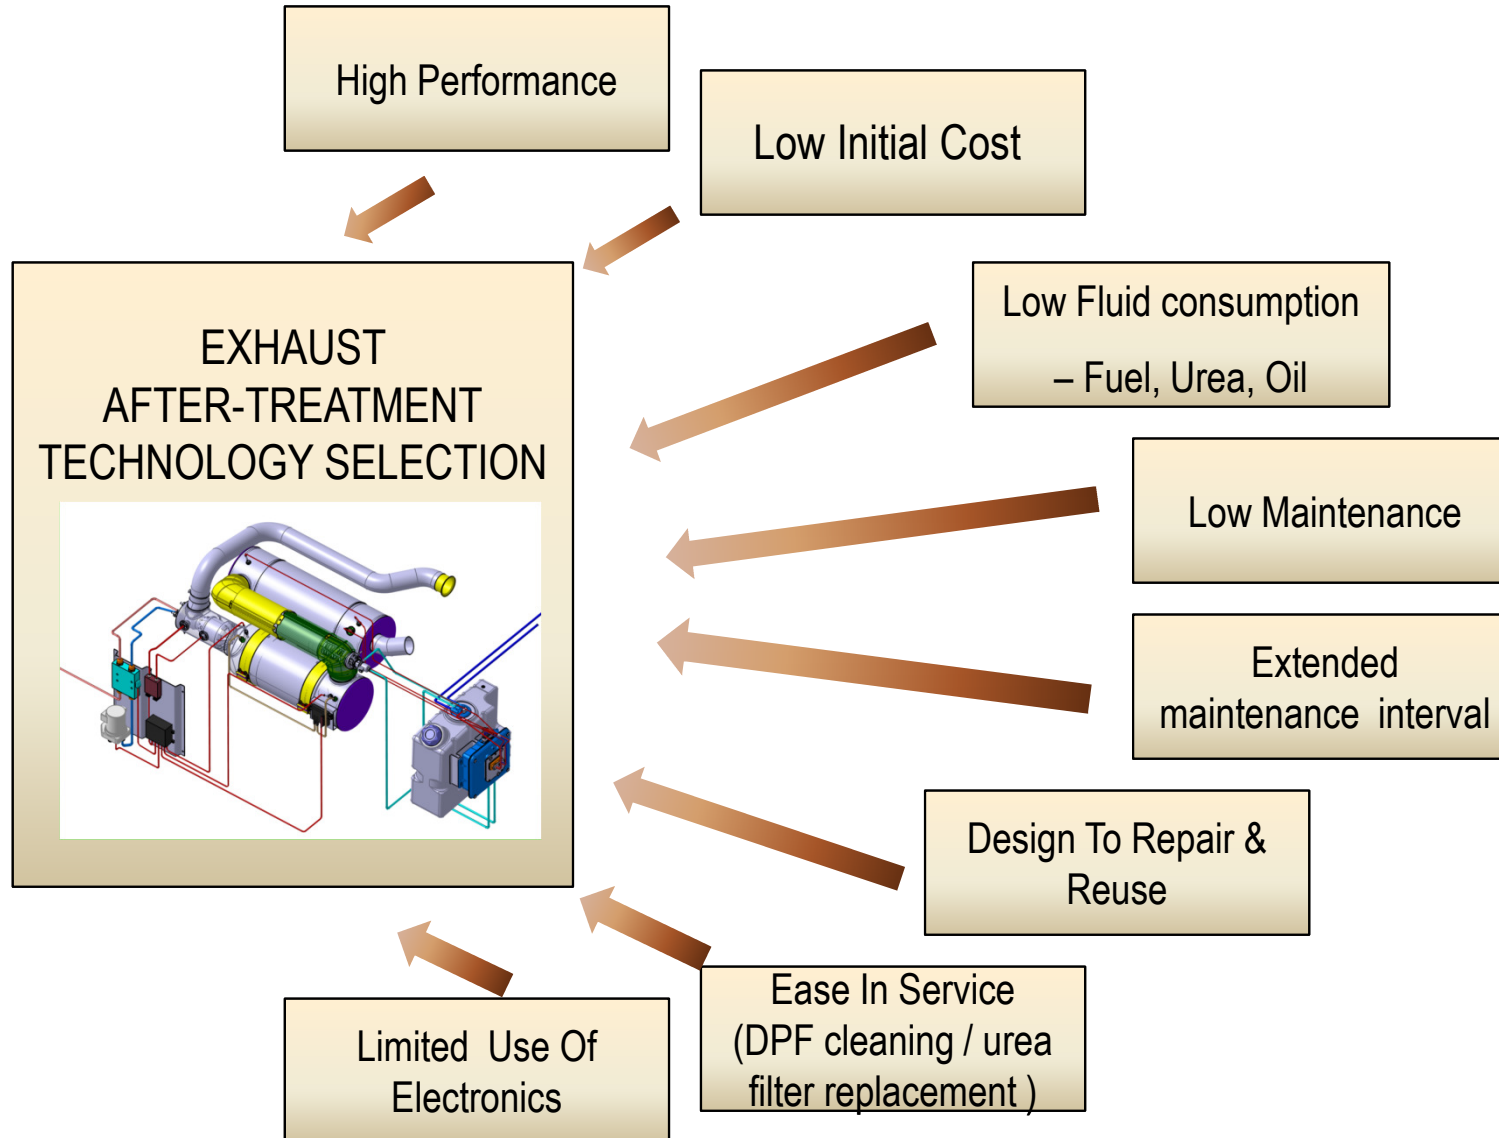 High Performance
Low Initial Cost
EXHAUST
AFTER-TREATMENT
TECHNOLOGY SELECTION
Low Fluid consumption
– Fuel, Urea, Oil
Low Maintenance
Extended
maintenance interval
Design To Repair &
Reuse
Ease In Service
(DPF cleaning / urea
filter replacement )
Limited Use Of
Electronics